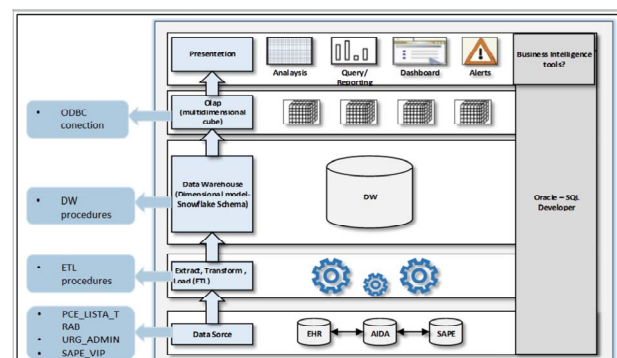 Presentetion
Analaysis
Query/
Reporting
Dashboard
Alerts
Business Intelligence
tools?
• ODBC
conection
Olap
(multidimensional
cube)
• DW
procedures
Data Warehouse
(Dimensional model-
Snowflake Schema)
DW
Oracle – SQL
Developer
• ETL
procedures
Extract, Transform ,
Load (ETL)
• PCE_LISTA_T
RAB
• URG_ADMIN
• SAPE_VIP
Data Sorce
EHR
AIDA
SAPE